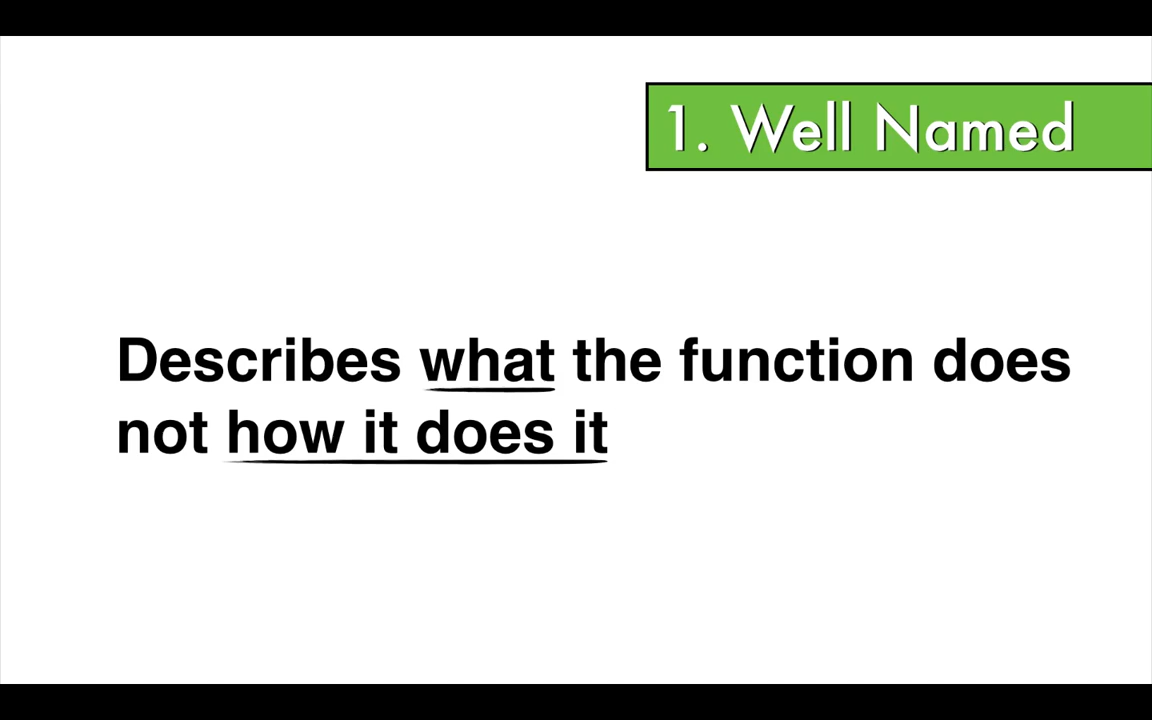 1. Well Named
Describes what the function does
not how it does it